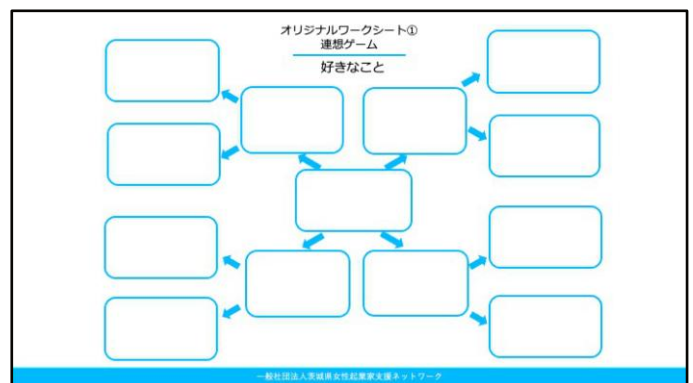 オリジナルワークシート①
連想ゲーム
好きなこと
一般社団法人茨城県女性起業家支援ネットワーク